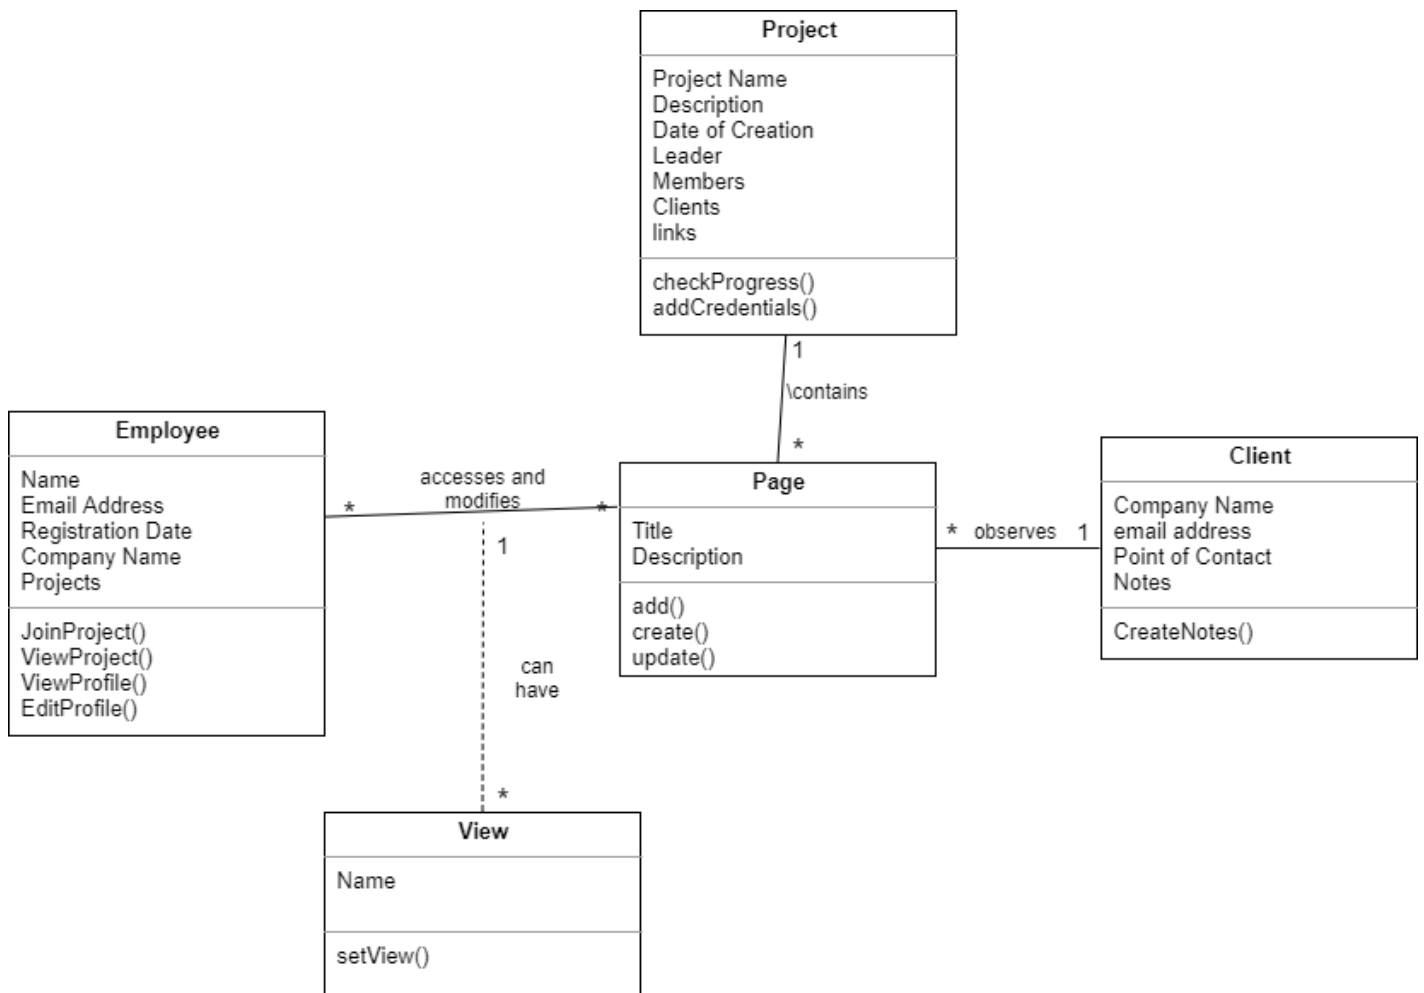 Project
Project Name
Description
Date of Creation
Leader
Members
Clients
links
checkProgress()
addCredentials()
1
\contains
*
Employee
Name
Email Address
Registration Date
Company Name
Projects
JoinProject()
ViewProject()
ViewProfile()
EditProfile()
*
accesses and
modifies
*
Page
Title
Description
add()
create()
update()
* observes 1
Client
Company Name
email address
Point of Contact
Notes
CreateNotes()
1
can
have
*
View
Name
setView()